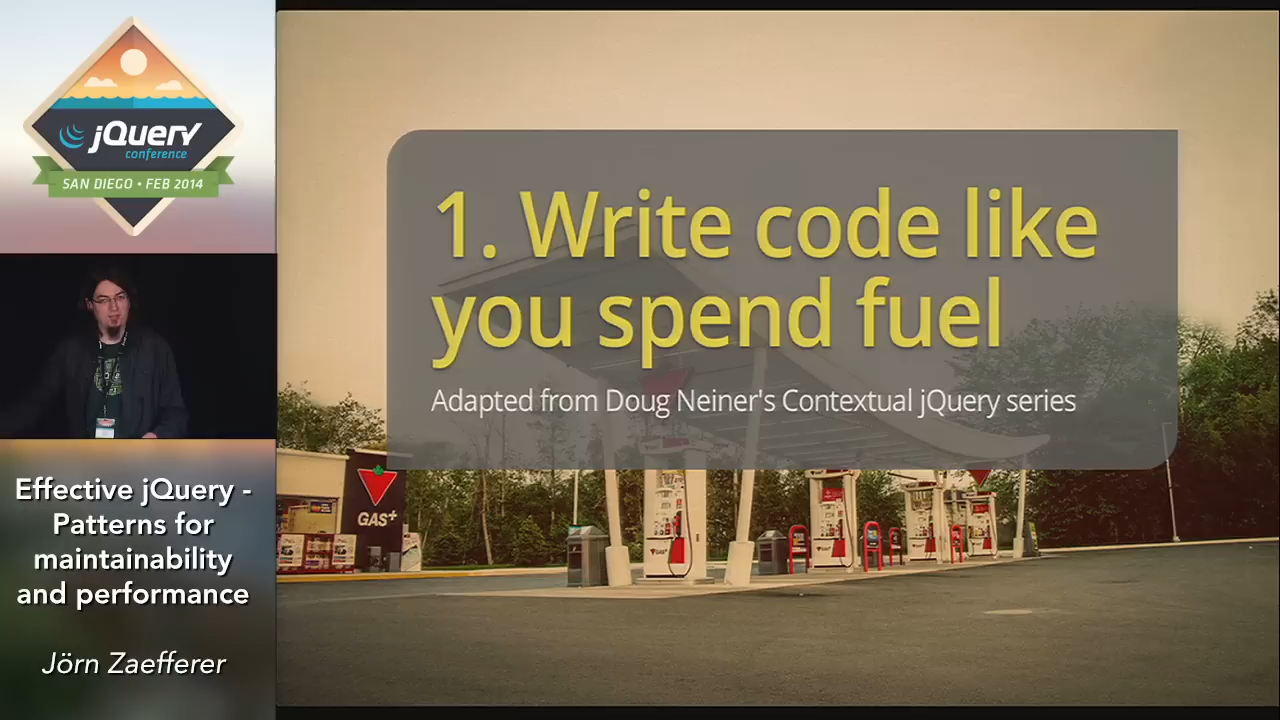 jQuery
conference
SAN DIEGO • FEB 2014
Effective jQuery -
Patterns for
maintainability
and performance
Jörn Zaefferer
1. Write code like
you spend fuel
Adapted from Doug Neiner's Contextual jQuery series
GAS+